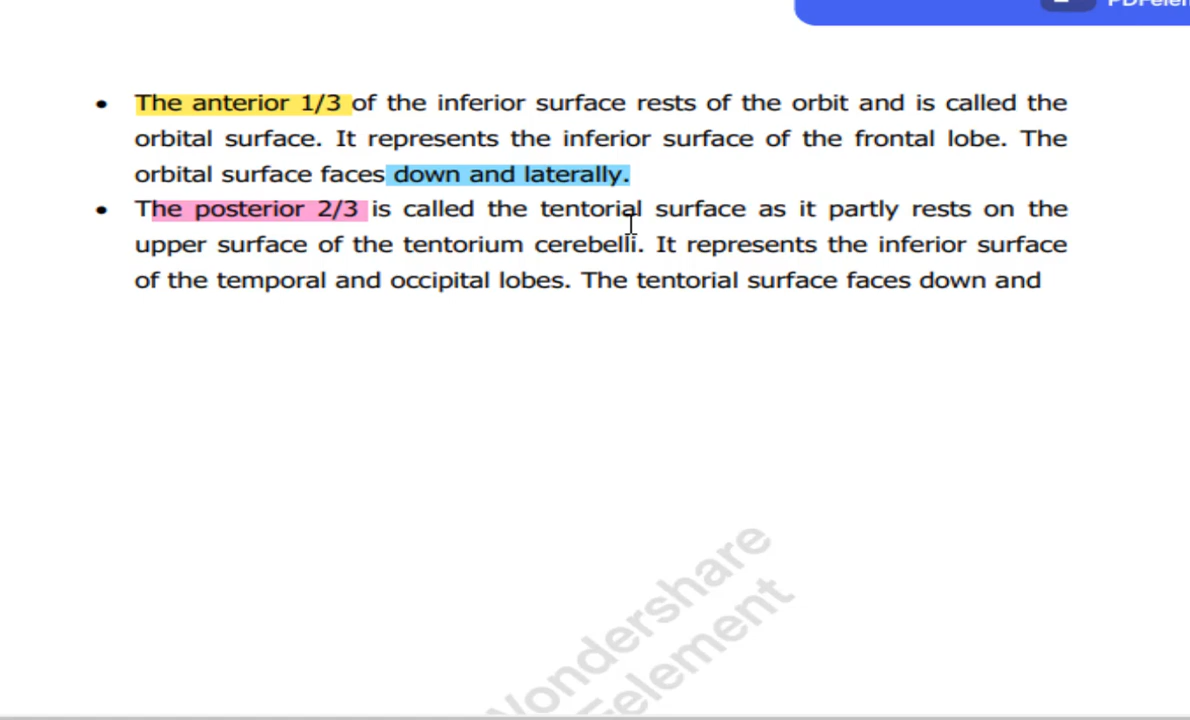 • The anterior 1/3 of the inferior surface rests of the orbit and is called the
orbital surface. It represents the inferior surface of the frontal lobe. The
orbital surface faces down and laterally.
• The posterior 2/3 is called the tentorial surface as it partly rests on the
upper surface of the tentorium cerebelli. It represents the inferior surface
of the temporal and occipital lobes. The tentorial surface faces down and